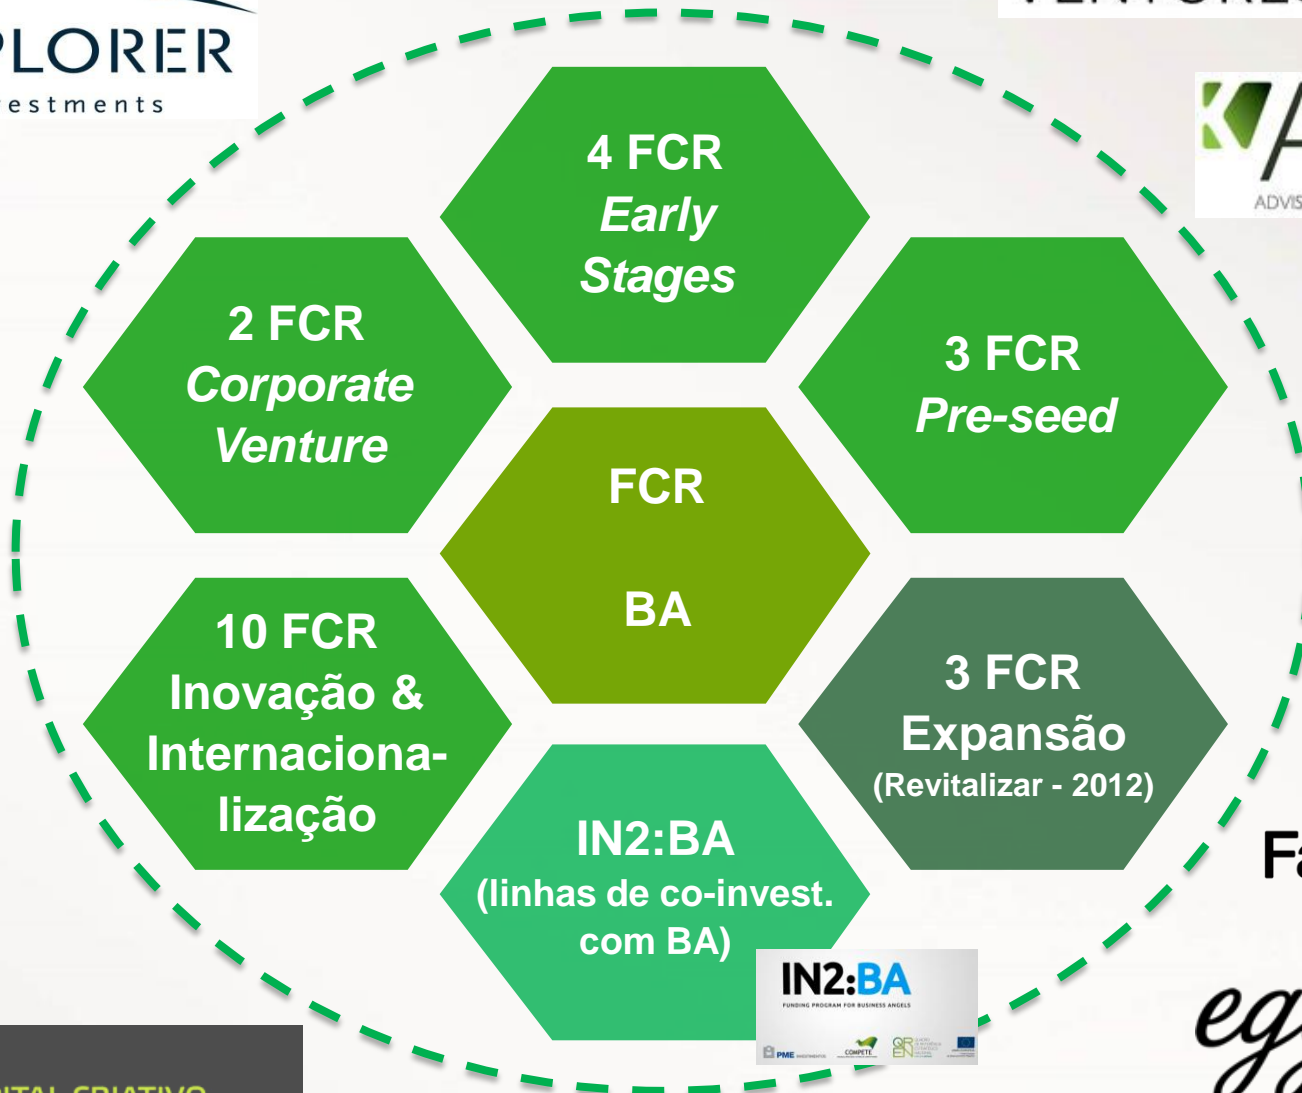 PLORER
estments
4 FCR
Early
Stages
2 FCR
Corporate
Venture
3 FCR
Pre-seed
FCR
BA
10 FCR
Inovação &
Internaciona-
lização
3 FCR
Expansão
(Revitalizar - 2012)
IN2:BA
(linhas de co-invest.
com BA)
IN2:BA
FUNDING PROGRAM FOR BUSINESS ANGELS
PME INVESTIMENTOS
COMPETE
QREN
ADVIS
Fa
eg